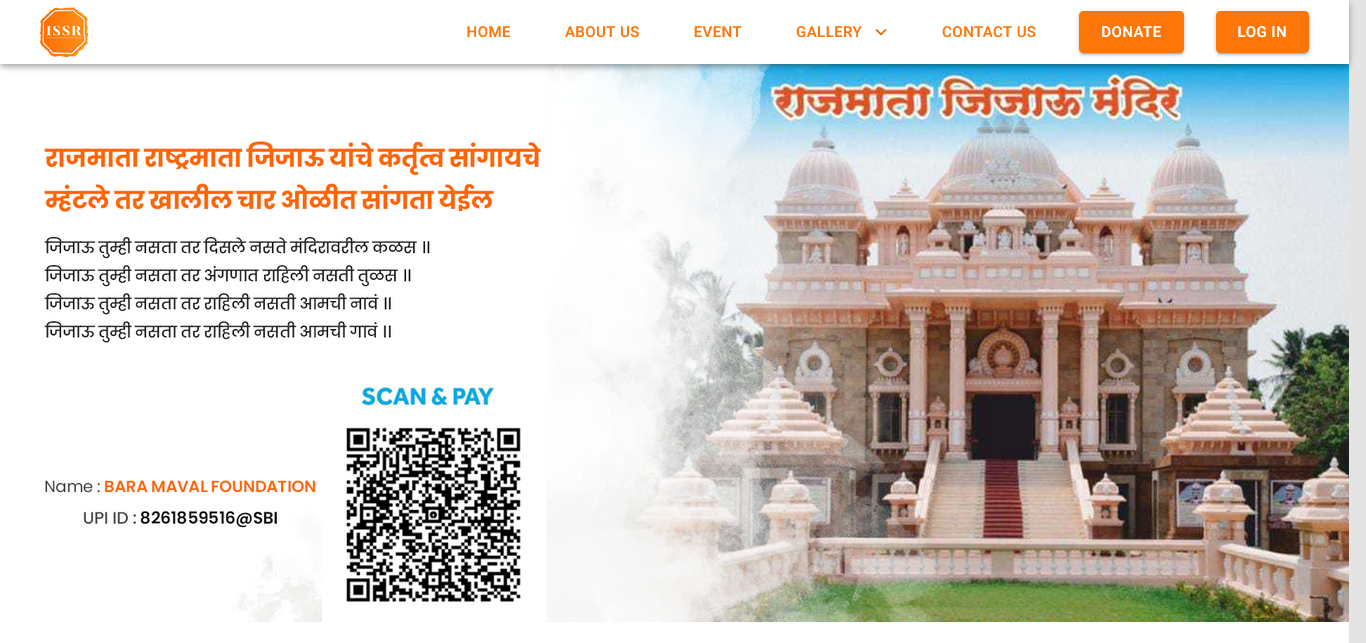 ISSR
HOME
ABOUT US
EVENT
GALLERY
CONTACT US
DONATE
LOG IN
राजमाता जिजाऊ मंदिर
राजमाता राष्ट्रमाता जिजाऊ यांचे कर्तृत्व सांगायचे
म्हंटले तर खालील चार ओळीत सांगता येईल
जिजाऊ तुम्ही नसता तर दिसले नसते मंदिरावरील कळस ॥
जिजाऊ तुम्ही नसता तर अंगणात राहिली नसती तुळस ॥
जिजाऊ तुम्ही नसता तर राहिली नसती आमची नावं ॥
जिजाऊ तुम्ही नसता तर राहिली नसती आमची गावं ॥
SCAN & PAY
Name : BARA MAVAL FOUNDATION
UPI ID : 8261859516@SBI